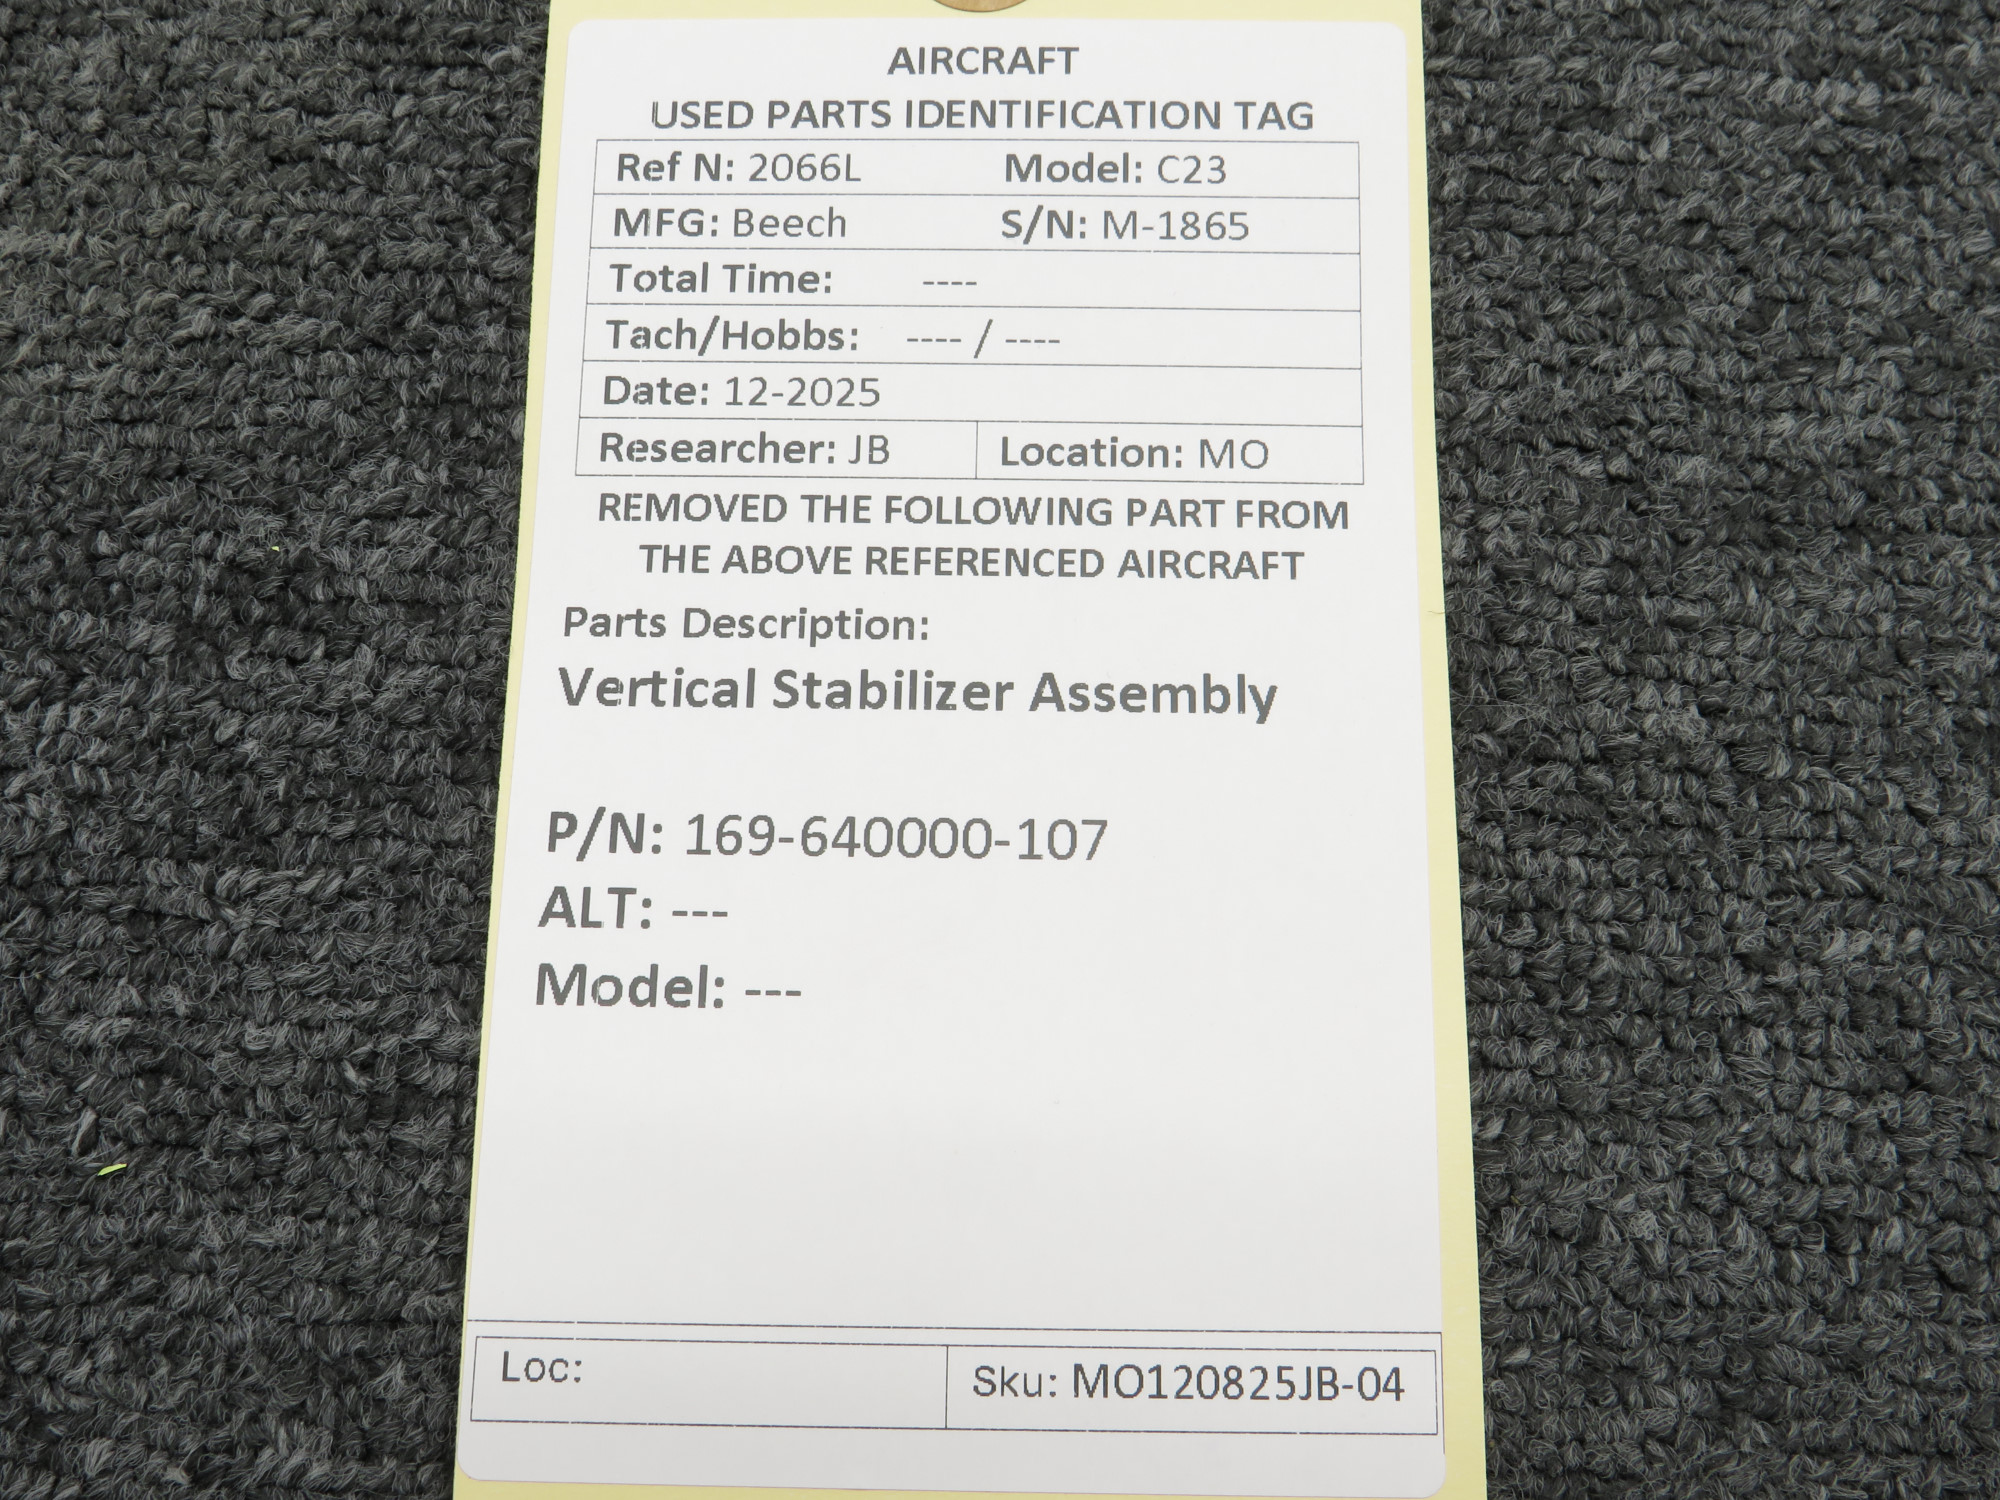 AIRCRAFT
USED PARTS IDENTIFICATION TAG
Ref N: 2066L Model: C23
MFG: Beech S/N: M-1865
Total Time: ----
Tach/Hobbs: ---- / ----
Date: 12-2025
Researcher: JB Location: MO
REMOVED THE FOLLOWING PART FROM
THE ABOVE REFERENCED AIRCRAFT
Parts Description:
Vertical Stabilizer Assembly
P/N: 169-640000-107
ALT: ---
Model: ---
Loc: Sku: MO120825JB-04